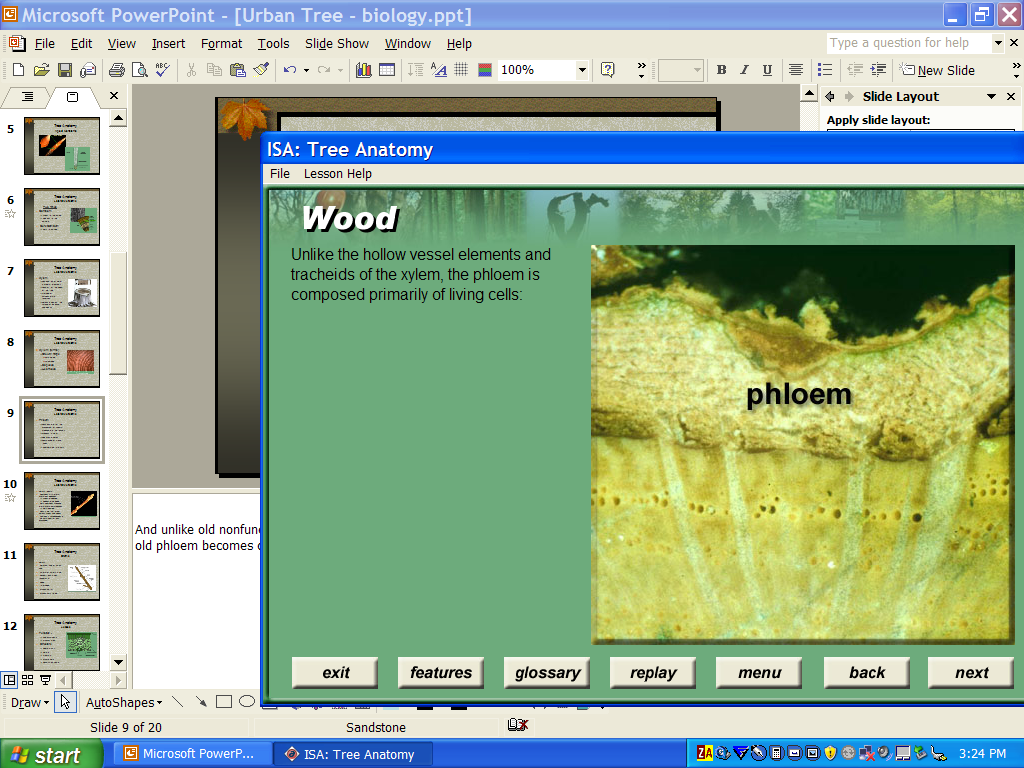 Microsoft PowerPoint - [Urban Tree - biology.ppt]
File Edit View Insert Format Tools Slide Show Window Help
Type a question for help
100%
B I U
New Slide
Slide Layout
Apply slide layout:
5
6
7
8
9
10
11
12
ISA: Tree Anatomy
File Lesson Help
Wood
Unlike the hollow vessel elements and
tracheids of the xylem, the phloem is
composed primarily of living cells:
phloem
exit features glossary replay menu back next
And unlike old nonfunc
old phloem becomes
Draw AutoShapes
Slide 9 of 20 Sandstone
start Microsoft PowerP... ISA: Tree Anatomy ZA 3:24 PM